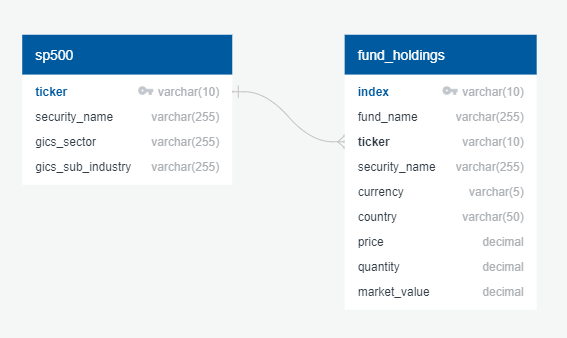 sp500
ticker varchar(10)
security_name varchar(255)
gics_sector varchar(255)
gics_sub_industry varchar(255)
fund_holdings
index varchar(10)
fund_name varchar(255)
ticker varchar(10)
security_name varchar(255)
currency varchar(5)
country varchar(50)
price decimal
quantity decimal
market_value decimal